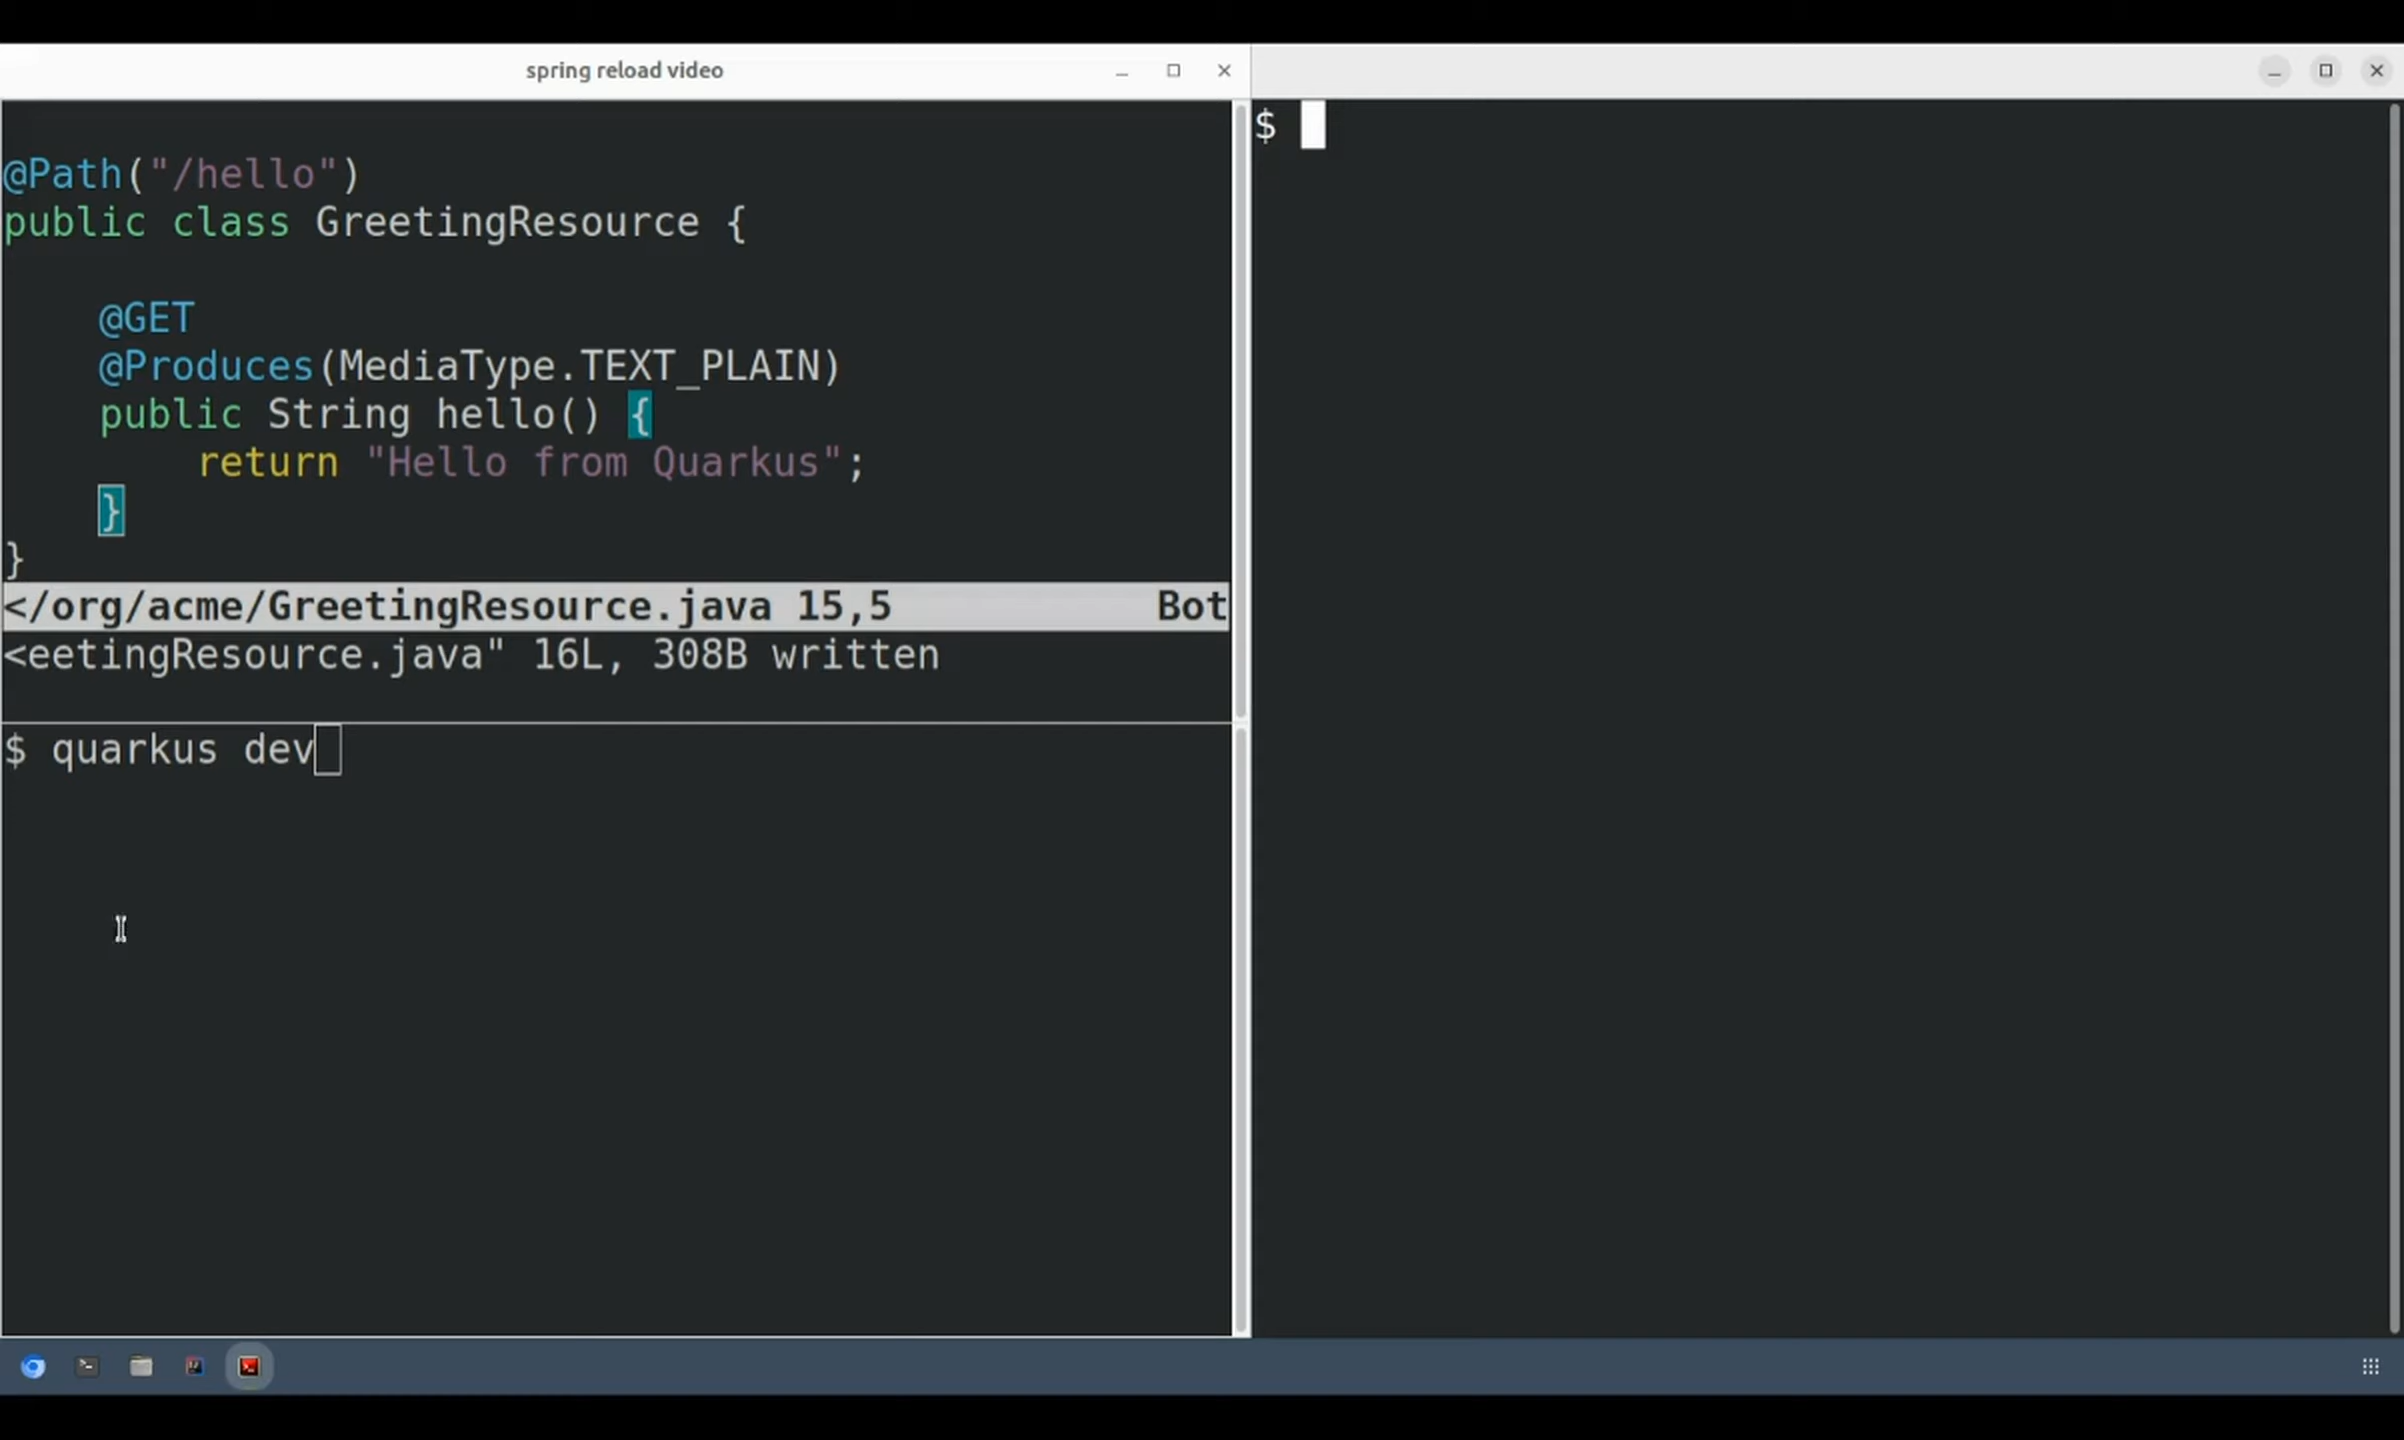 spring reload video
@Path("/hello")
public class GreetingResource {
@GET
@Produces(MediaType.TEXT_PLAIN)
public String hello() {
return "Hello from Quarkus";
}
}
</org/acme/GreetingResource.java 15,5 Bot
<eetingResource.java" 16L, 308B written
$ quarkus dev
$